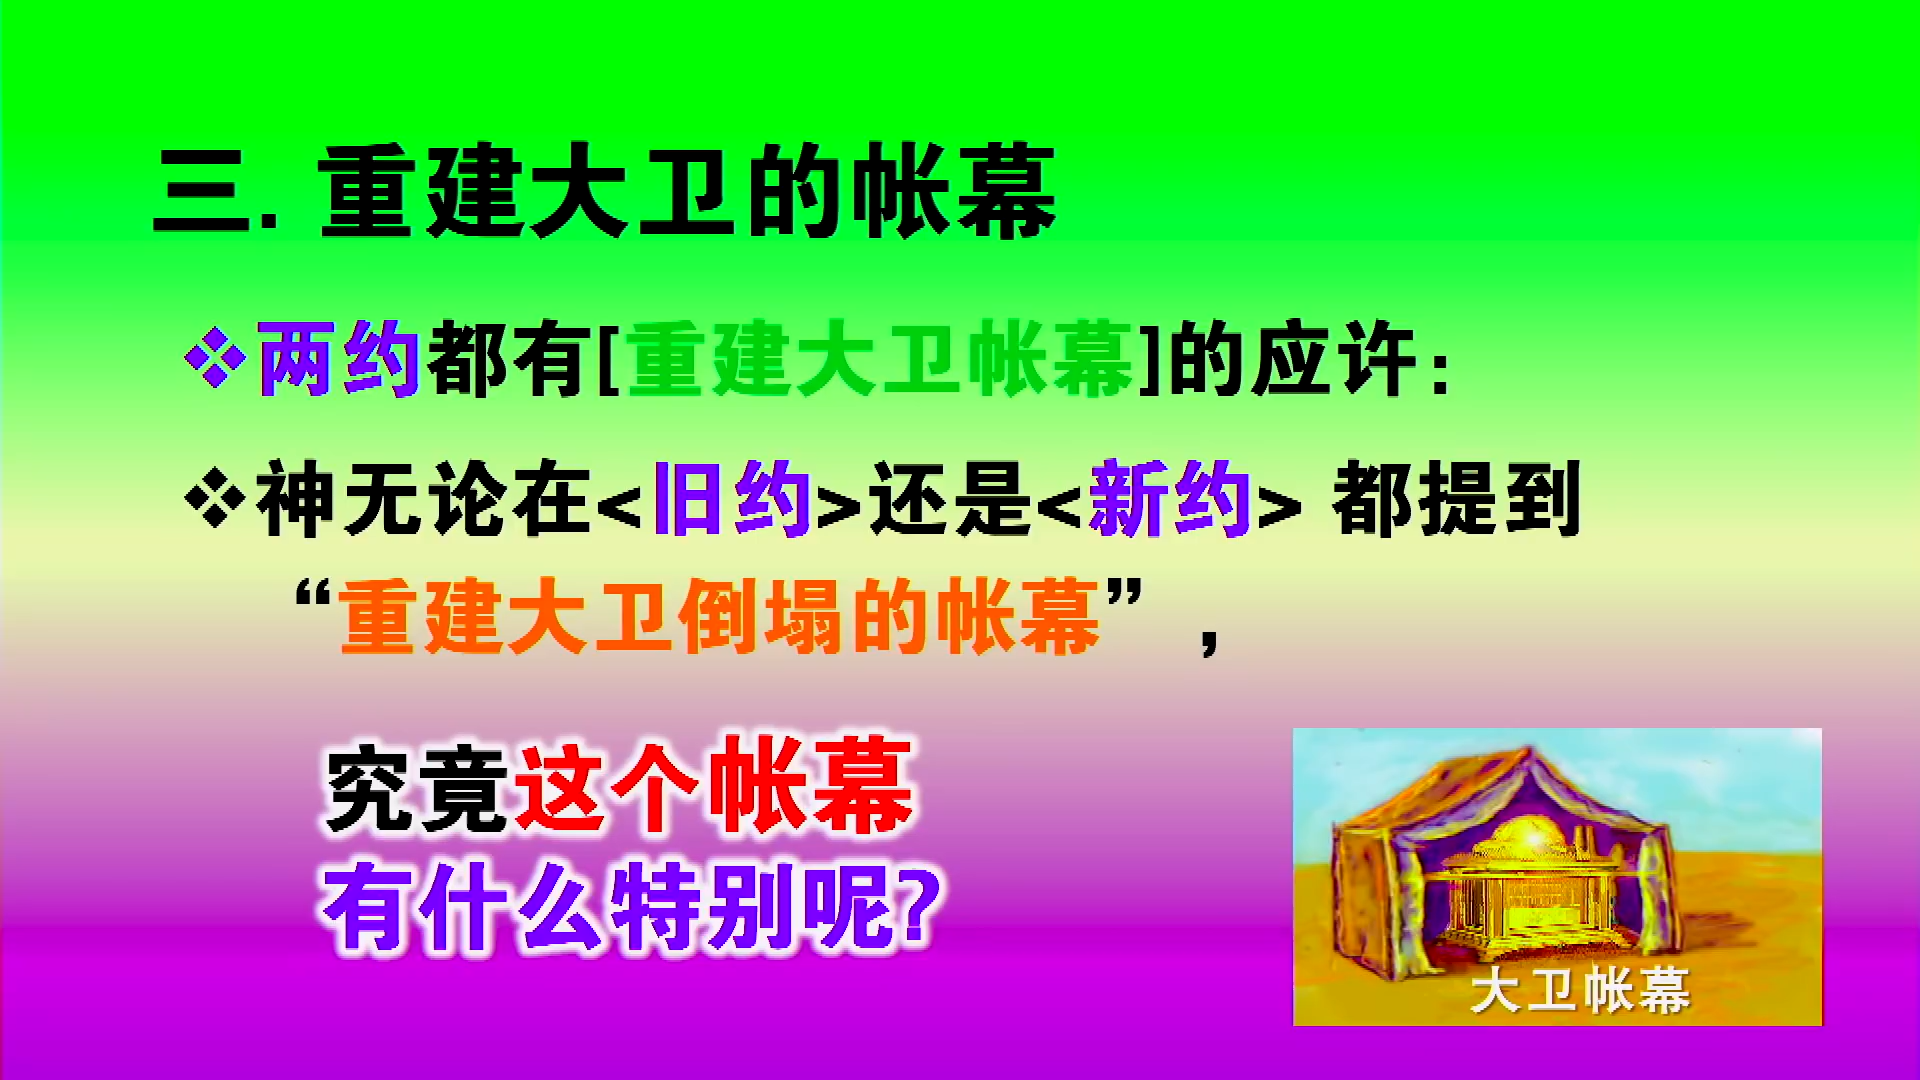 三. 重建大卫的帐幕
❖两约都有[重建大卫帐幕]的应许：
❖神无论在<旧约>还是<新约> 都提到
“重建大卫倒塌的帐幕”，
究竟这个帐幕
有什么特别呢?
大卫帐幕